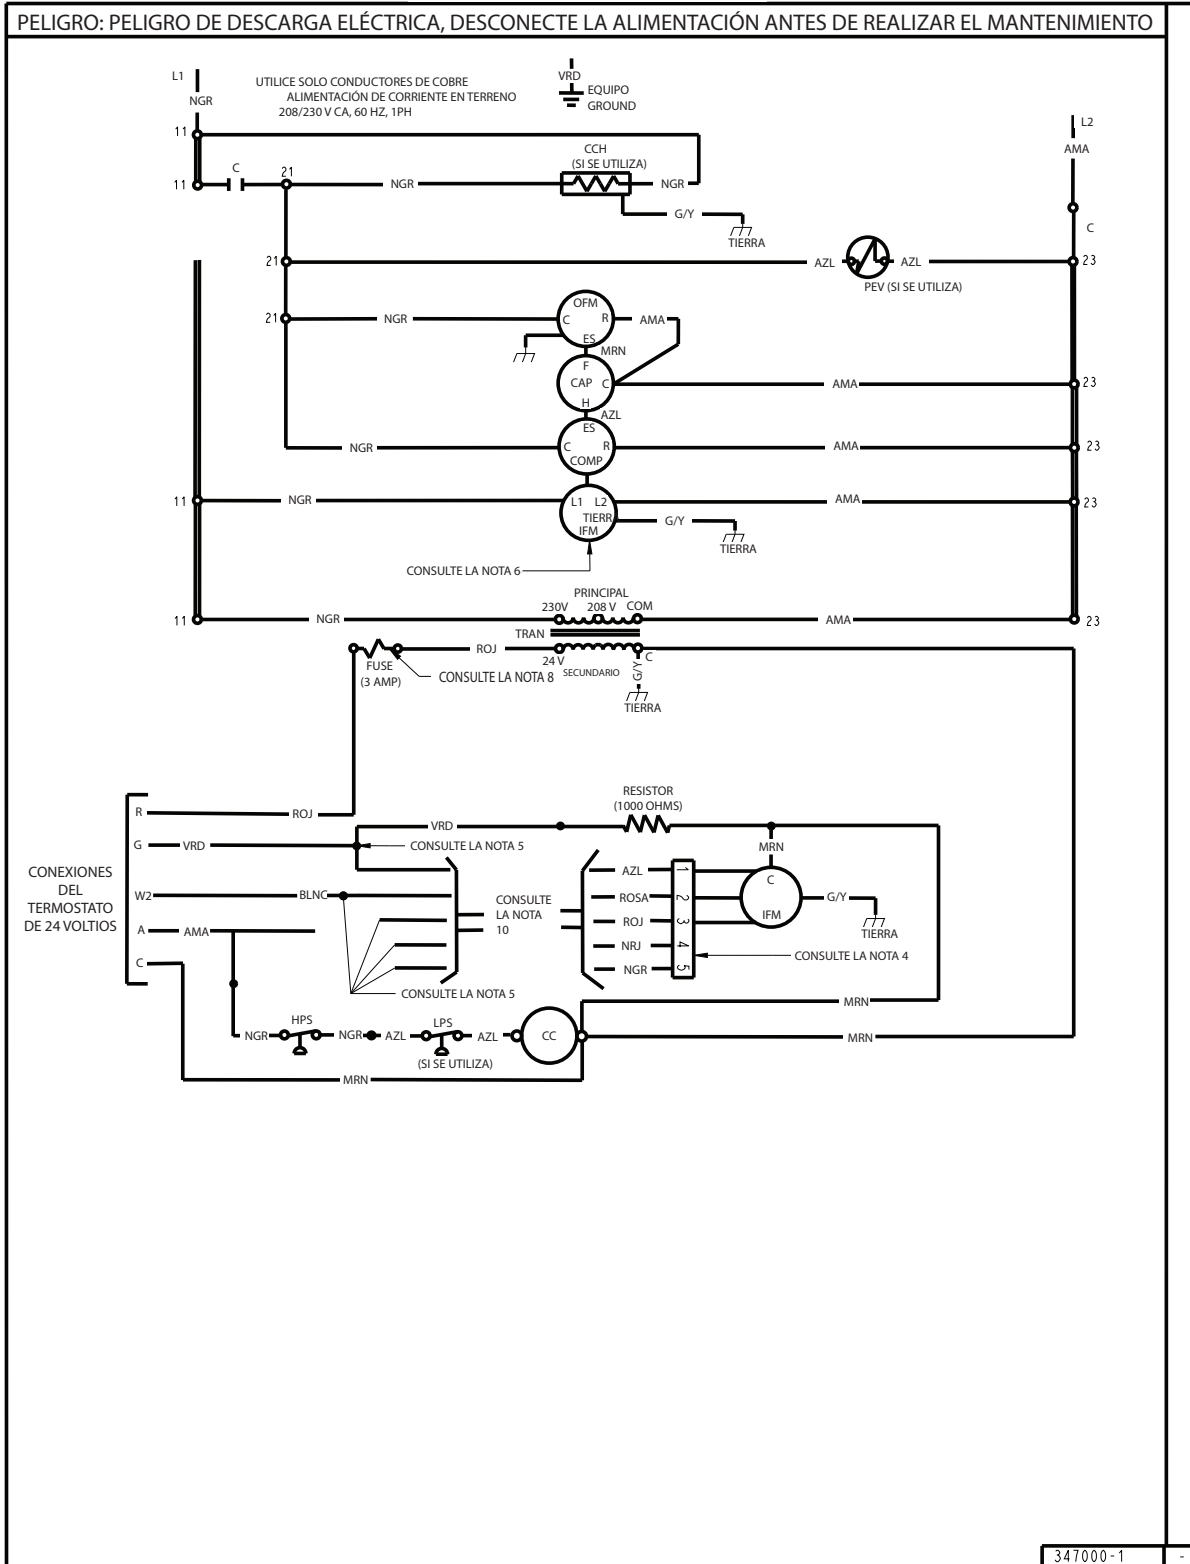 PELIGRO: PELIGRO DE DESCARGA ELÉCTRICA, DESCONECTE LA ALIMENTACIÓN ANTES DE REALIZAR EL MANTENIMIENTO
L1
NGR
UTILICE SOLO CONDUCTORES DE COBRE
ALIMENTACIÓN DE CORRIENTE EN TERRENO
208/230 V CA, 60 HZ, 1PH
VRD
EQUIPO
GROUND
L2
AMA
11
CCH
(SI SE UTILIZA)
11
C
21
NGR
NGR
G/Y
TIERRA
C
21
AZL
AZL
23
PEV (SI SE UTILIZA)
21
NGR
OFM
C
R
ES
AMA
MRN
F
CAP
C
H
AMA
23
AZL
NGR
ES
C
R
COMP
AMA
23
11
NGR
L1
L2
TIERR
IFM
AMA
23
G/Y
TIERRA
CONSULTE LA NOTA 6
PRINCIPAL
230V
208 V
COM
11
NGR
AMA
23
TRAN
ROJ
FUSE
(3 AMP)
CONSULTE LA NOTA 8
24 V
SECUNDARIO
C
G/Y
TIERRA
RESISTOR
(1000 OHMS)
R
ROJ
VRD
G
VRD
CONSULTE LA NOTA 5
MRN
CONEXIONES
DEL
TERMOSTATO
DE 24 VOLTIOS
W2
BLNC
CONSULTE
LA NOTA
10
AZL
1
ROSA
2
ROJ
3
NRJ
4
NGR
5
C
IFM
G/Y
TIERRA
A
AMA
CONSULTE LA NOTA 4
C
CONSULTE LA NOTA 5
MRN
HPS
LPS
NGR
NGR
AZL
AZL
CC
MRN
(SI SE UTILIZA)
MRN
347000-1
-